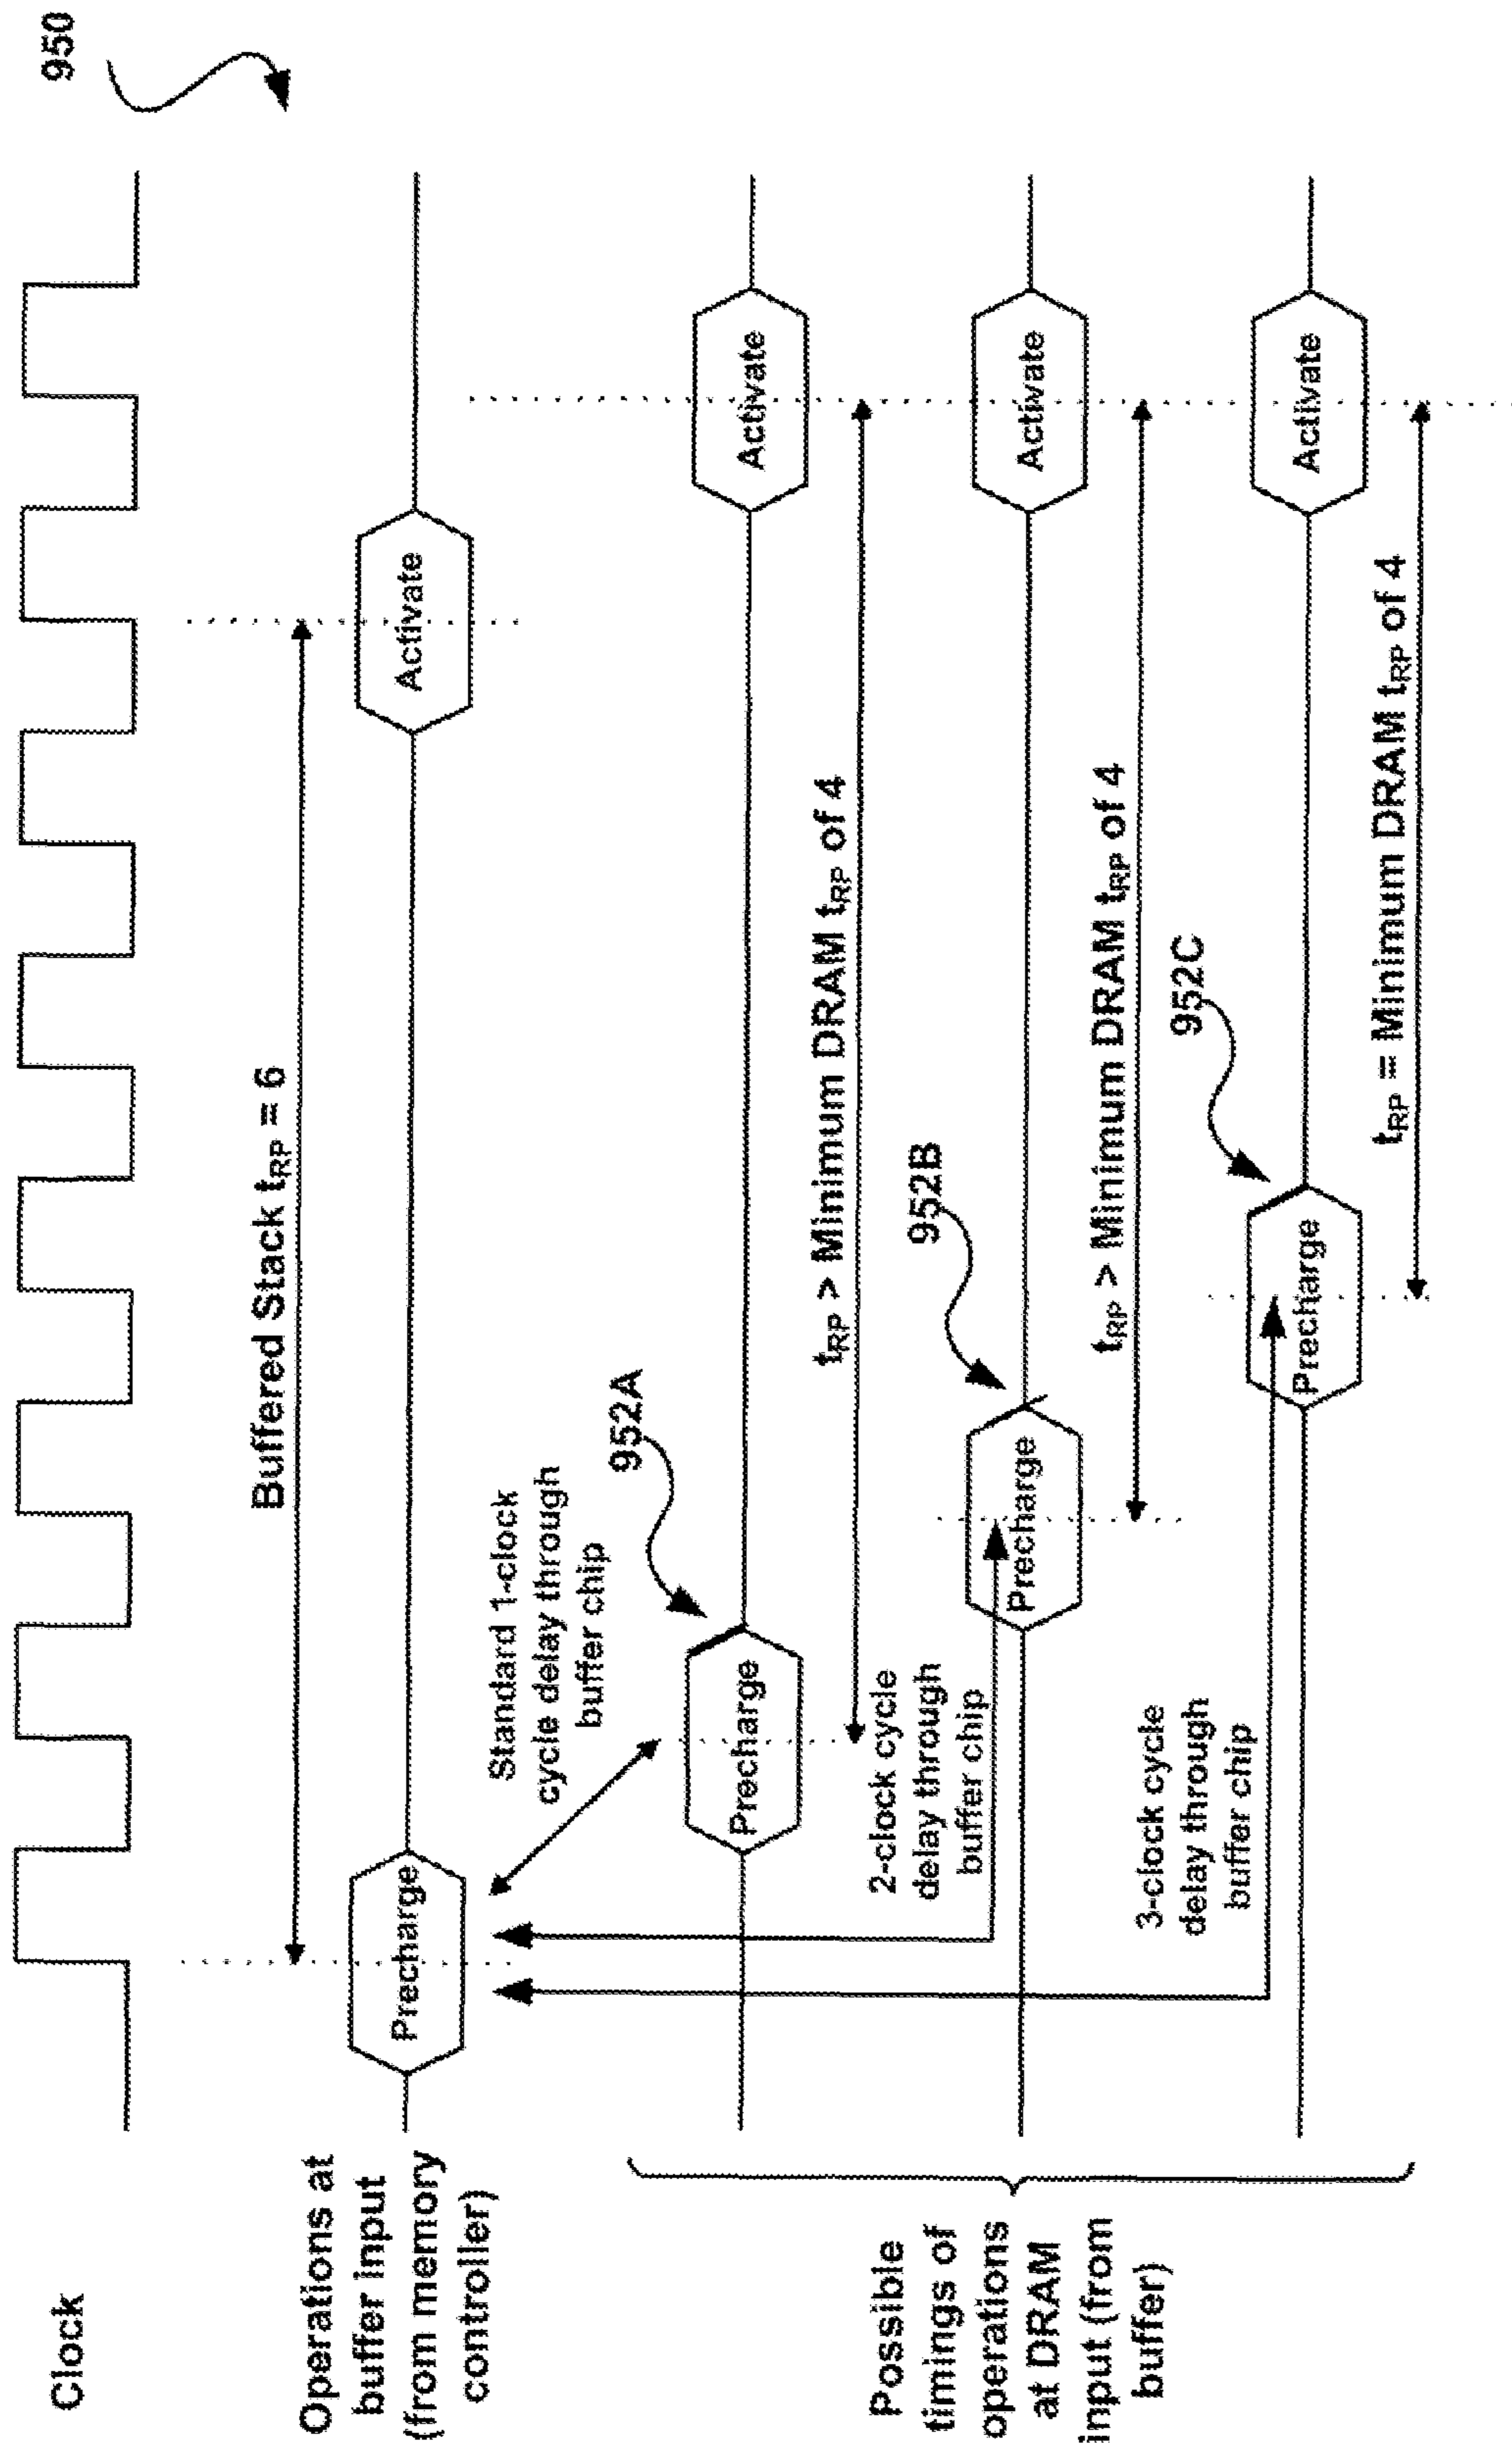 950
Clock
Buffered Stack tRP = 6
Operations at
buffer input
(from memory
controller)
Precharge
Activate
Standard 1-clock
cycle delay through
buffer chip
952A
Precharge
Activate
tRP > Minimum DRAM tRP of 4
Possible
timings of
operations
at DRAM
input (from
buffer)
2-clock cycle
delay through
buffer chip
952B
Precharge
Activate
tRP > Minimum DRAM tRP of 4
3-clock cycle
delay through
buffer chip
952C
Precharge
Activate
tRP = Minimum DRAM tRP of 4